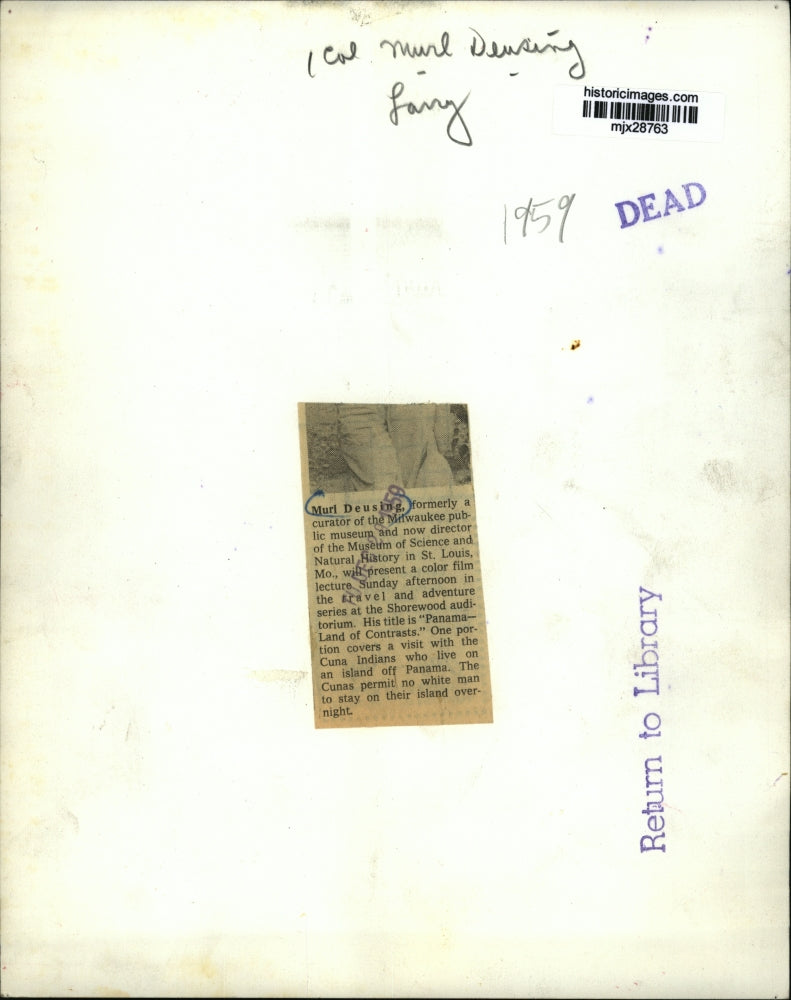 1 col Murl Deusing
Larry
historicimages.com
mjx28763
1959
DEAD
Murl Deusing, formerly a
curator of the Milwaukee pub-
lic museum and now director
of the Museum of Science and
Natural History in St. Louis,
Mo., will present a color film
lecture Sunday afternoon in
the travel and adventure
series at the Shorewood audi-
torium. His title is "Panama—
Land of Contrasts." One por-
tion covers a visit with the
Cuna Indians who live on
an island off Panama. The
Cunas permit no white man
to stay on their island over-
night.
Return to Library